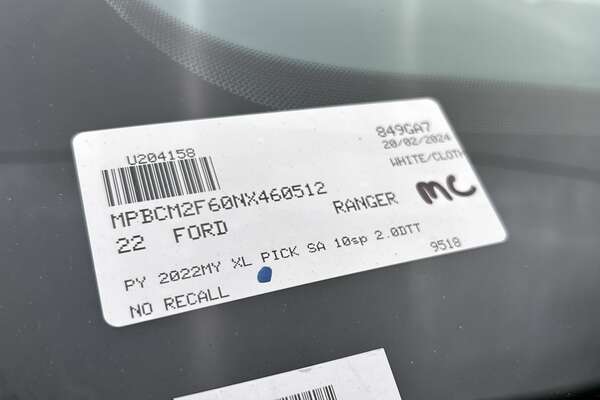 U204158
849GA7
20/02/2024
WHITE/CLOTH
MPBCM2F60NX460512
RANGER
MC
22 FORD
PY 2022MY XL PICK SA 10sp 2.0DTT
9518
NO RECALL